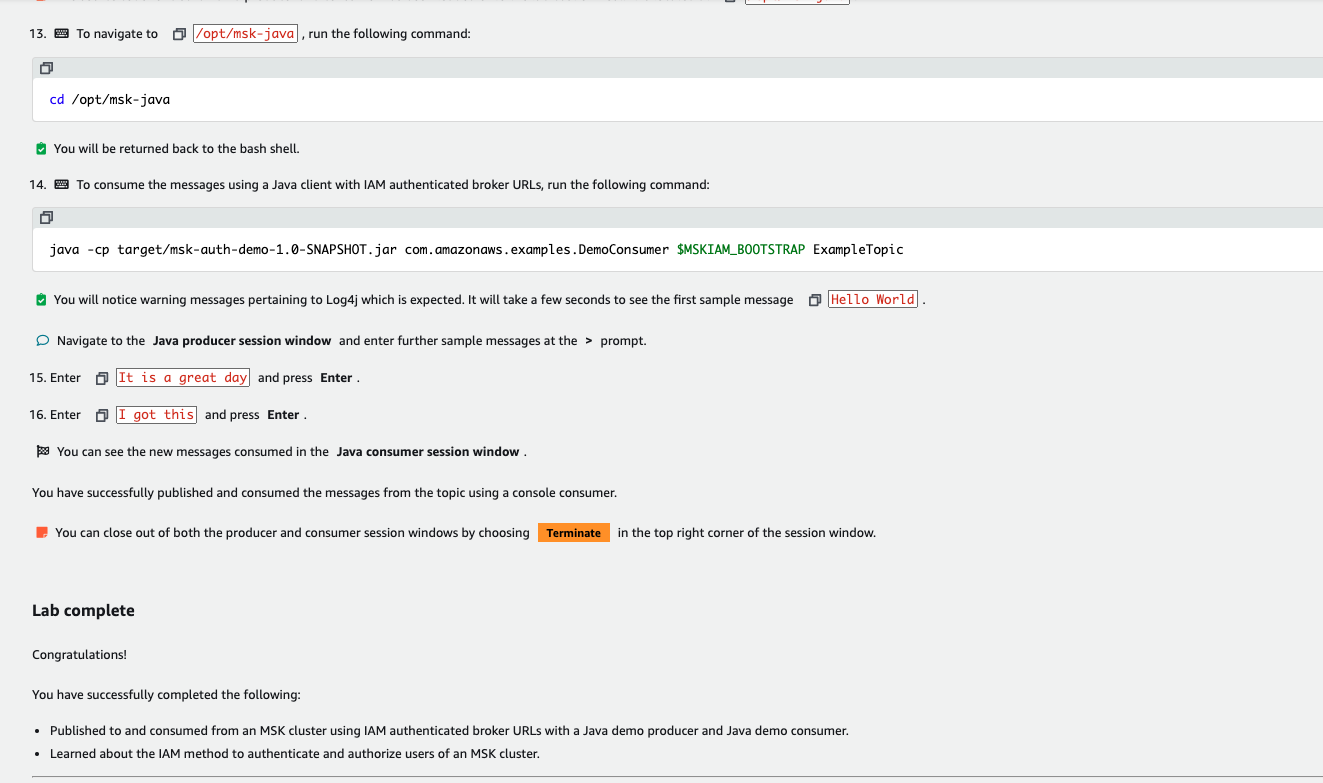 13. To navigate to /opt/msk-java , run the following command:
cd /opt/msk-java
You will be returned back to the bash shell.
14. To consume the messages using a Java client with IAM authenticated broker URLs, run the following command:
java -cp target/msk-auth-demo-1.0-SNAPSHOT.jar com.amazonaws.examples.DemoConsumer $MSKIAM_BOOTSTRAP ExampleTopic
You will notice warning messages pertaining to Log4j which is expected. It will take a few seconds to see the first sample message Hello World .
Navigate to the Java producer session window and enter further sample messages at the > prompt.
15. Enter It is a great day and press Enter .
16. Enter I got this and press Enter .
You can see the new messages consumed in the Java consumer session window .
You have successfully published and consumed the messages from the topic using a console consumer.
You can close out of both the producer and consumer session windows by choosing Terminate in the top right corner of the session window.
Lab complete
Congratulations!
You have successfully completed the following:
• Published to and consumed from an MSK cluster using IAM authenticated broker URLs with a Java demo producer and Java demo consumer.
• Learned about the IAM method to authenticate and authorize users of an MSK cluster.